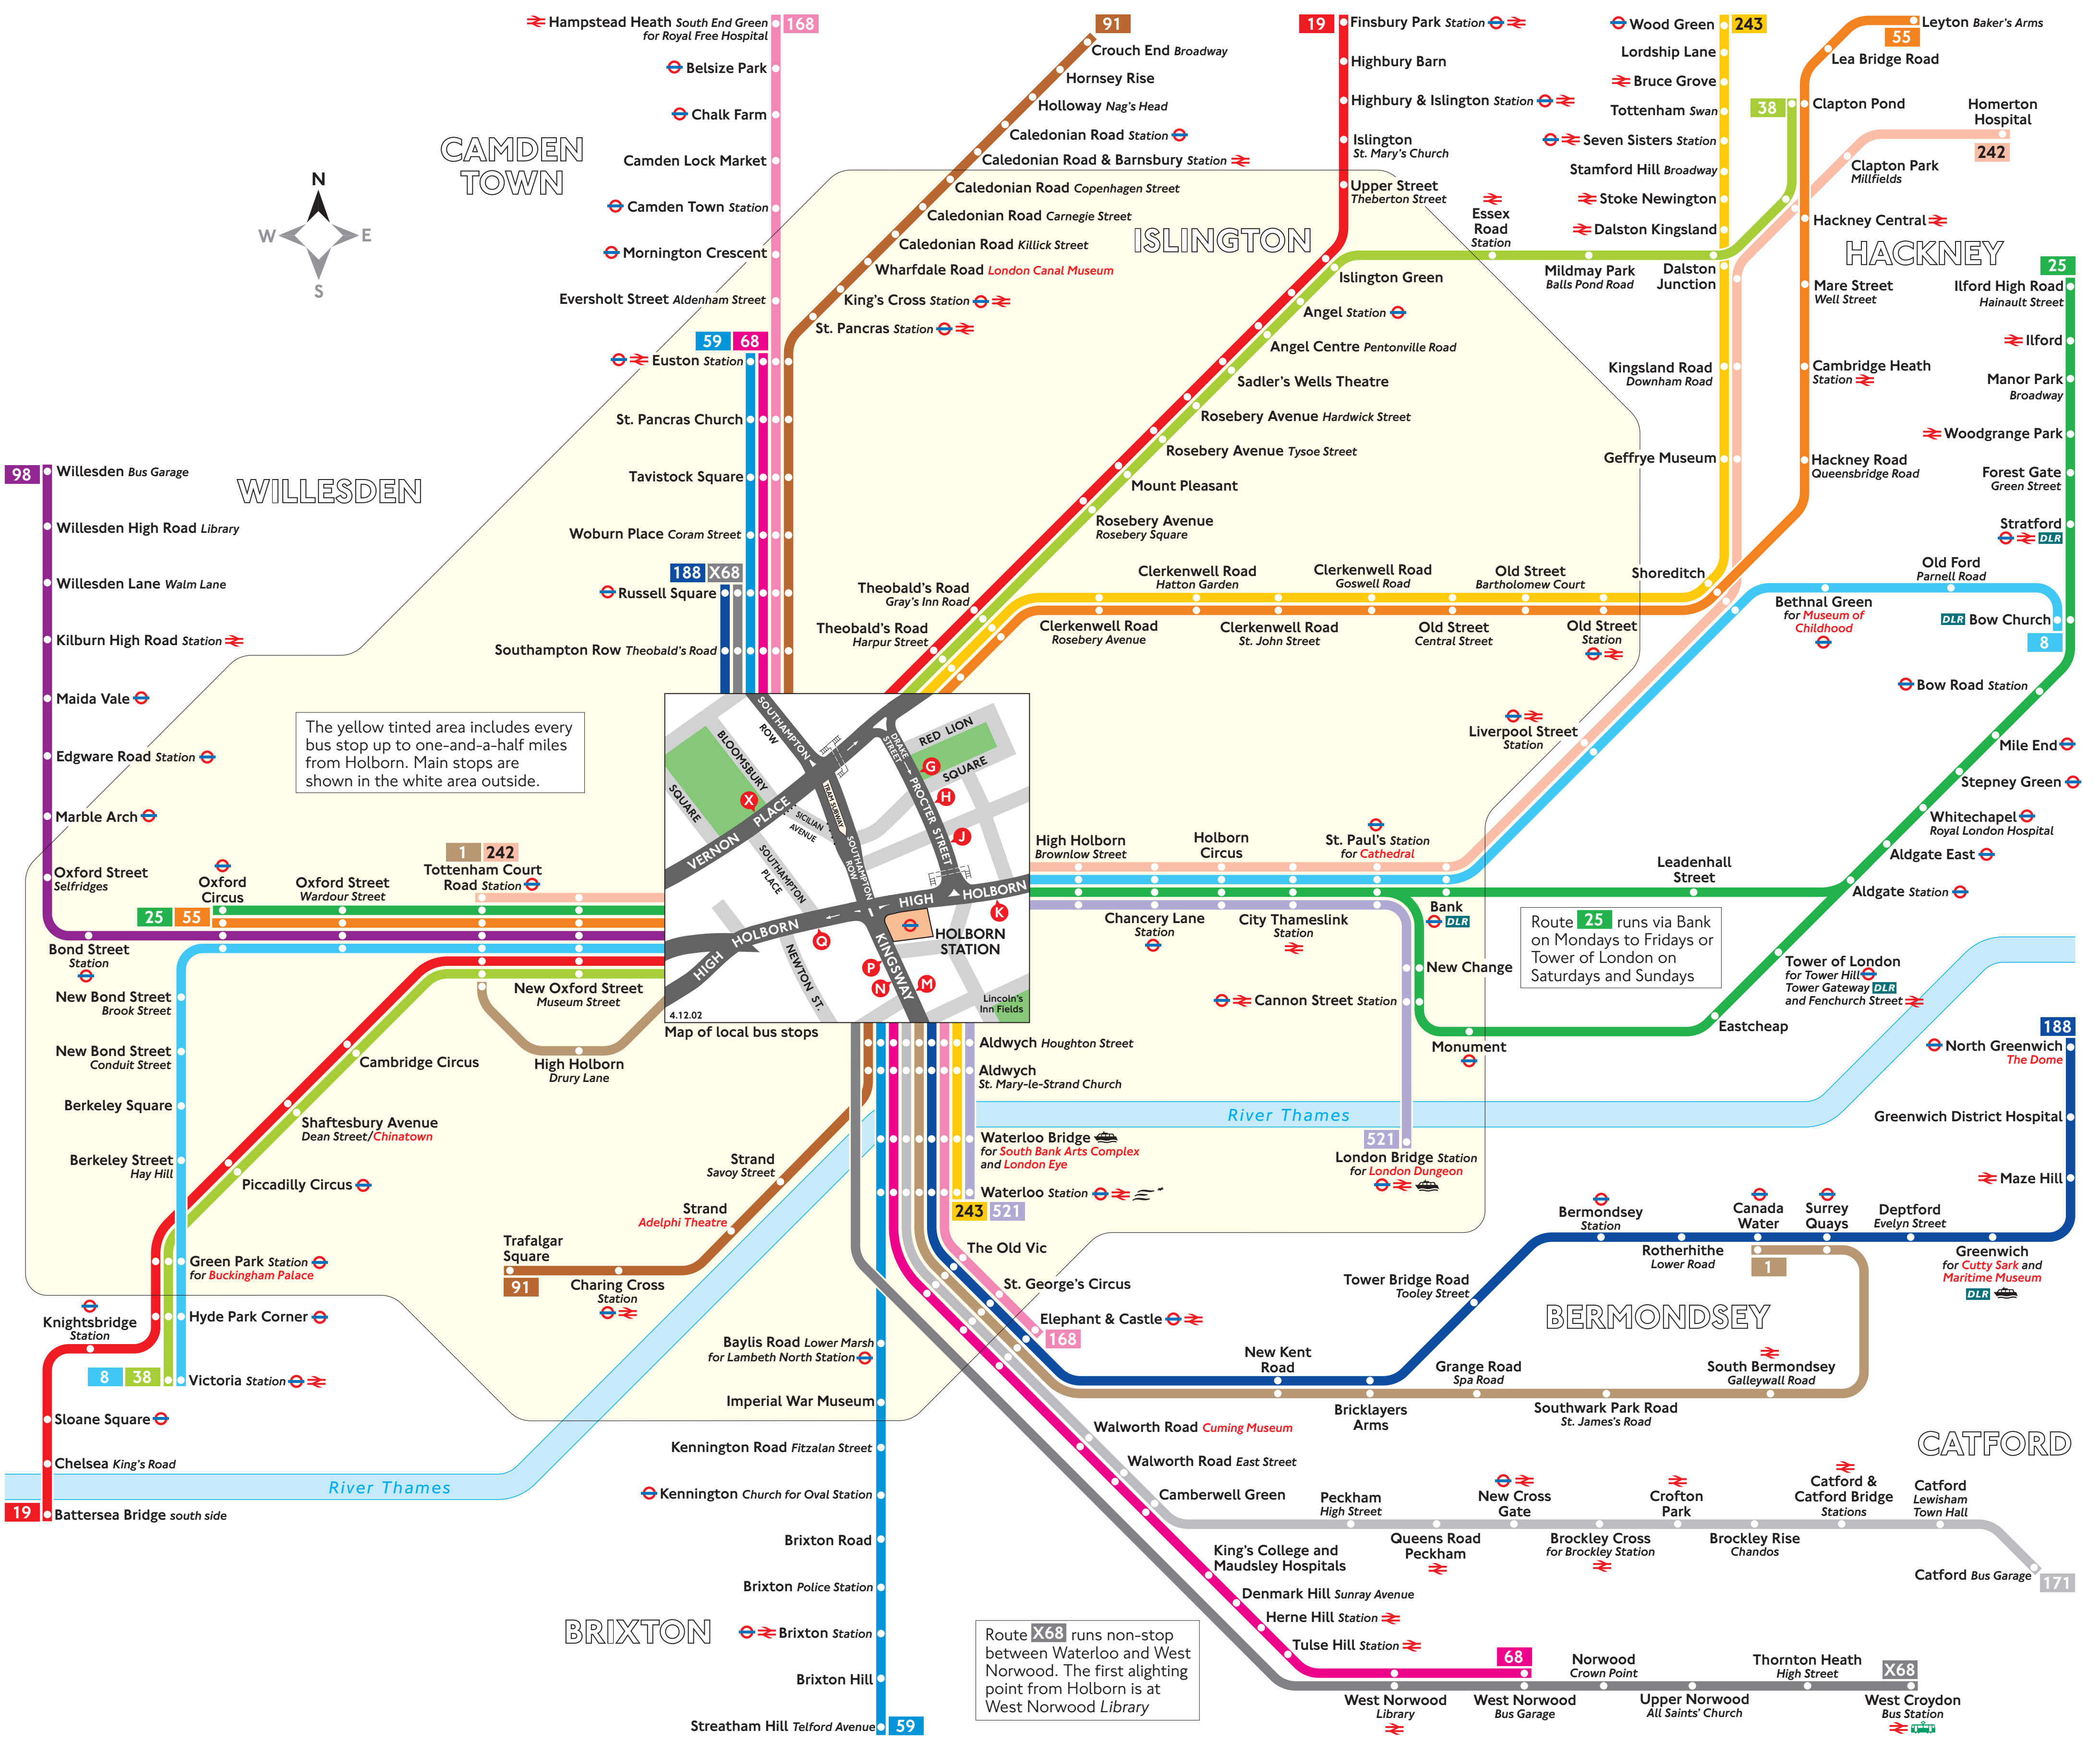 Hampstead Heath South End Green
for Royal Free Hospital
168
Belsize Park
Chalk Farm
CAMDEN
TOWN
Camden Lock Market
Camden Town Station
Mornington Crescent
Eversholt Street Aldenham Street
59
68
Euston Station
St. Pancras Church
Tavistock Square
Woburn Place Coram Street
188
X68
Russell Square
Southampton Row Theobald's Road
N
W
E
S
91
Crouch End Broadway
Hornsey Rise
Holloway Nag's Head
Caledonian Road Station
Caledonian Road & Barnsbury Station
Caledonian Road Copenhagen Street
Caledonian Road Carnegie Street
Caledonian Road Killick Street
Wharfdale Road London Canal Museum
King's Cross Station
St. Pancras Station
19
Finsbury Park Station
Highbury Barn
Highbury & Islington Station
Islington
St. Mary's Church
Upper Street
Theberton Street
ISLINGTON
Essex
Road
Station
Islington Green
Angel Station
Angel Centre Pentonville Road
Sadler's Wells Theatre
Rosebery Avenue Hardwick Street
Rosebery Avenue Tysoe Street
Mount Pleasant
Rosebery Avenue
Rosebery Square
Theobald's Road
Gray's Inn Road
Theobald's Road
Harpur Street
Wood Green
243
Lordship Lane
Bruce Grove
Tottenham Swan
Seven Sisters Station
Stamford Hill Broadway
Stoke Newington
Dalston Kingsland
Mildmay Park
Balls Pond Road
Dalston
Junction
Kingsland Road
Downham Road
Geffrye Museum
Shoreditch
Leyton Baker's Arms
55
Lea Bridge Road
38
Clapton Pond
Homerton
Hospital
242
Clapton Park
Millfields
Hackney Central
HACKNEY
Mare Street
Well Street
Cambridge Heath
Station
Hackney Road
Queensbridge Road
25
Ilford High Road
Hainault Street
Ilford
Manor Park
Broadway
Woodgrange Park
Forest Gate
Green Street
Stratford
DLR
Old Ford
Parnell Road
Bethnal Green
for Museum of
Childhood
DLR Bow Church
8
Bow Road Station
Mile End
Stepney Green
Whitechapel
Royal London Hospital
Aldgate East
Aldgate Station
Clerkenwell Road
Hatton Garden
Clerkenwell Road
Goswell Road
Old Street
Bartholomew Court
Clerkenwell Road
Rosebery Avenue
Clerkenwell Road
St. John Street
Old Street
Central Street
Old Street
Station
Liverpool Street
Station
98
Willesden Bus Garage
WILLESDEN
Willesden High Road Library
Willesden Lane Walm Lane
Kilburn High Road Station
Maida Vale
Edgware Road Station
Marble Arch
Oxford Street
Selfridges
The yellow tinted area includes every
bus stop up to one-and-a-half miles
from Holborn. Main stops are
shown in the white area outside.
1
242
Tottenham Court
Road Station
Oxford
Circus
Oxford Street
Wardour Street
25
55
Bond Street
Station
New Bond Street
Brook Street
New Bond Street
Conduit Street
Berkeley Square
Berkeley Street
Hay Hill
New Oxford Street
Museum Street
High Holborn
Drury Lane
Cambridge Circus
Shaftesbury Avenue
Dean Street/Chinatown
Piccadilly Circus
Green Park Station
for Buckingham Palace
Hyde Park Corner
Knightsbridge
Station
8
38
Victoria Station
Sloane Square
Chelsea King's Road
River Thames
19
Battersea Bridge south side
SOUTHAMPTON
ROW
BLOOMSBURY
SQUARE
DRAKE
STREET
RED LION
SQUARE
G
H
J
X
VERNON PLACE
SICILIAN
AVENUE
TRAM SUBWAY
SOUTHAMPTON
ROW
PROCTER STREET
SOUTHAMPTON
PLACE
HIGH HOLBORN
HIGH
HOLBORN
K
HOLBORN
STATION
Q
P
N
M
NEWTON ST.
KINGSWAY
Lincoln's
Inn Fields
4.12.02
Map of local bus stops
High Holborn
Brownlow Street
Holborn
Circus
St. Paul's Station
for Cathedral
Leadenhall
Street
Chancery Lane
Station
City Thameslink
Station
Bank
DLR
Route 25 runs via Bank
on Mondays to Fridays or
Tower of London on
Saturdays and Sundays
New Change
Cannon Street Station
Monument
Tower of London
for Tower Hill
Tower Gateway DLR
and Fenchurch Street
Eastcheap
River Thames
521
London Bridge Station
for London Dungeon
Aldwych Houghton Street
Aldwych
St. Mary-le-Strand Church
Waterloo Bridge
for South Bank Arts Complex
and London Eye
Waterloo Station
243
521
Strand
Savoy Street
Strand
Adelphi Theatre
Trafalgar
Square
91
Charing Cross
Station
The Old Vic
St. George's Circus
Elephant & Castle
168
Baylis Road Lower Marsh
for Lambeth North Station
Imperial War Museum
Kennington Road Fitzalan Street
Kennington Church for Oval Station
Brixton Road
Brixton Police Station
BRIXTON
Brixton Station
Brixton Hill
Streatham Hill Telford Avenue
59
188
North Greenwich
The Dome
Greenwich District Hospital
Maze Hill
Bermondsey
Station
Canada
Water
Surrey
Quays
Deptford
Evelyn Street
Rotherhithe
Lower Road
1
Greenwich
for Cutty Sark and
Maritime Museum
DLR
Tower Bridge Road
Tooley Street
BERMONDSEY
New Kent
Road
Grange Road
Spa Road
South Bermondsey
Galleywall Road
Bricklayers
Arms
Southwark Park Road
St. James's Road
Walworth Road Cuming Museum
Walworth Road East Street
Camberwell Green
CATFORD
Peckham
High Street
New Cross
Gate
Crofton
Park
Catford &
Catford Bridge
Stations
Catford
Lewisham
Town Hall
Queens Road
Peckham
Brockley Cross
for Brockley Station
Brockley Rise
Chandos
Catford Bus Garage
171
King's College and
Maudsley Hospitals
Denmark Hill Sunray Avenue
Herne Hill Station
Tulse Hill Station
Route X68 runs non-stop
between Waterloo and West
Norwood. The first alighting
point from Holborn is at
West Norwood Library
68
Norwood
Crown Point
Thornton Heath
High Street
X68
West Norwood
Library
West Norwood
Bus Garage
Upper Norwood
All Saints' Church
West Croydon
Bus Station